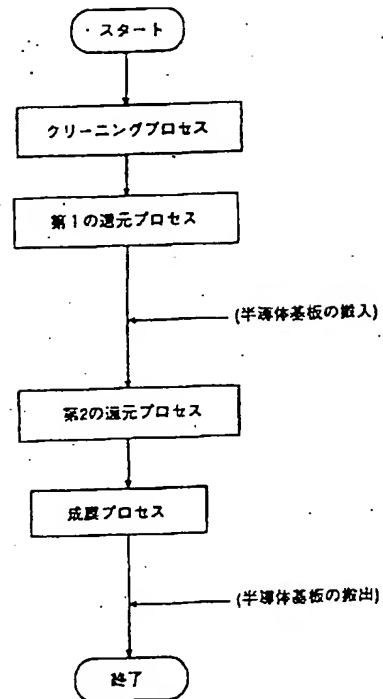 スタート
クリーニングプロセス
第1の還元プロセス
(半導体基板の搬入)
第2の還元プロセス
成膜プロセス
(半導体基板の搬出)
終了